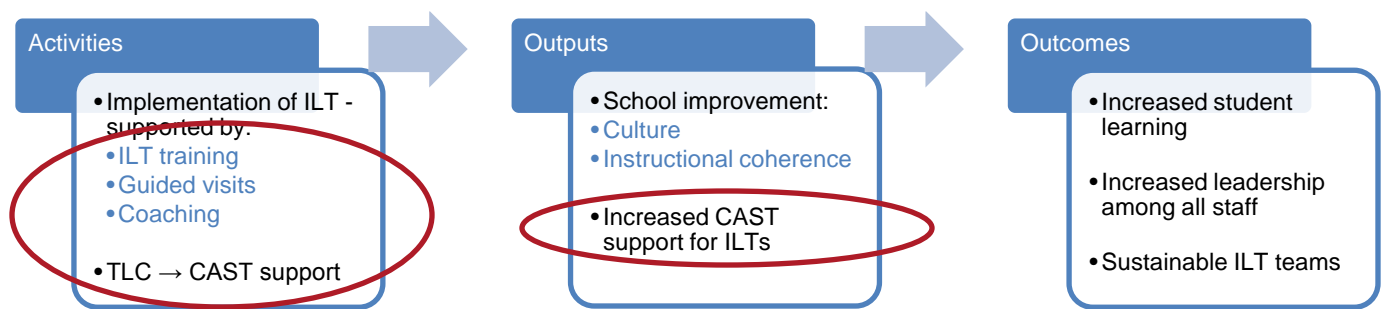 Activities
•Implementation of ILT -
supported by:
•ILT training
•Guided visits
•Coaching
•TLC → CAST support
Outputs
•School improvement:
•Culture
•Instructional coherence
•Increased CAST
support for ILTs
Outcomes
•Increased student
learning
•Increased leadership
among all staff
•Sustainable ILT teams